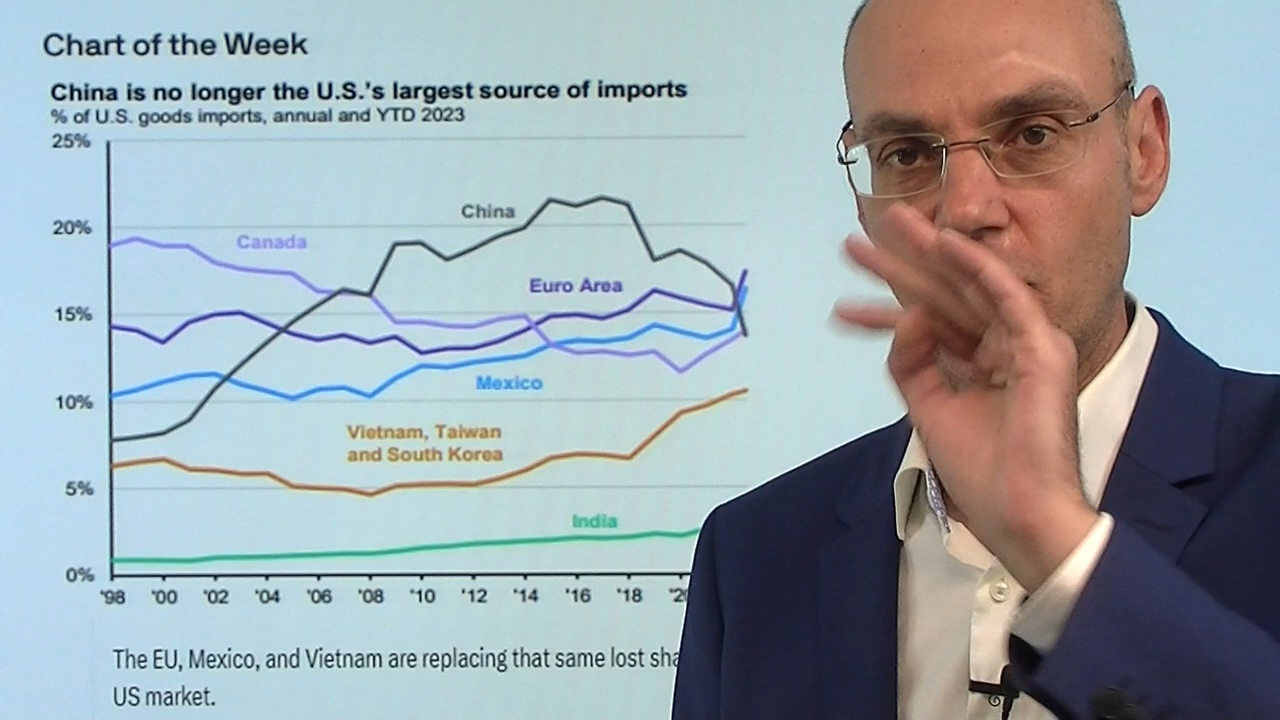 Chart of the Week
China is no longer the U.S.'s largest source of imports
% of U.S. goods imports, annual and YTD 2023
25%
20%
15%
10%
5%
0%
China
Canada
Euro Area
Mexico
Vietnam, Taiwan
and South Korea
India
'98 '00 '02 '04 '06 '08 '10 '12 '14 '16 '18
The EU, Mexico, and Vietnam are replacing that same lost
US market.